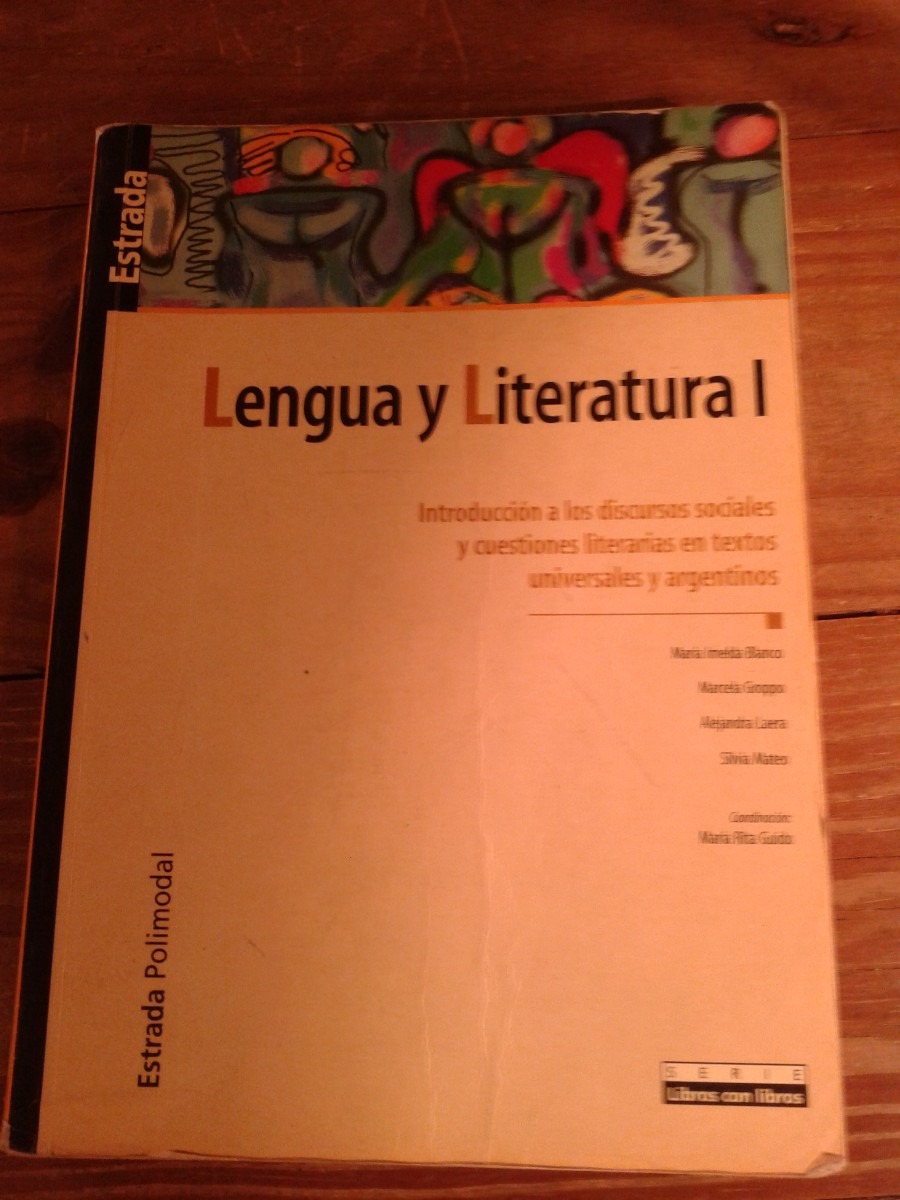 Estrada
Lengua y Literatura I
Introducción a los discursos sociales
y cuestiones literarias en textos
universales y argentinos
María Imelda Blanco
Marcela Groppo
Alejandra Laera
Silvia Mateo
Coordinación:
María Rita Guido
Estrada Polimodal
SERIE
Libros con libros